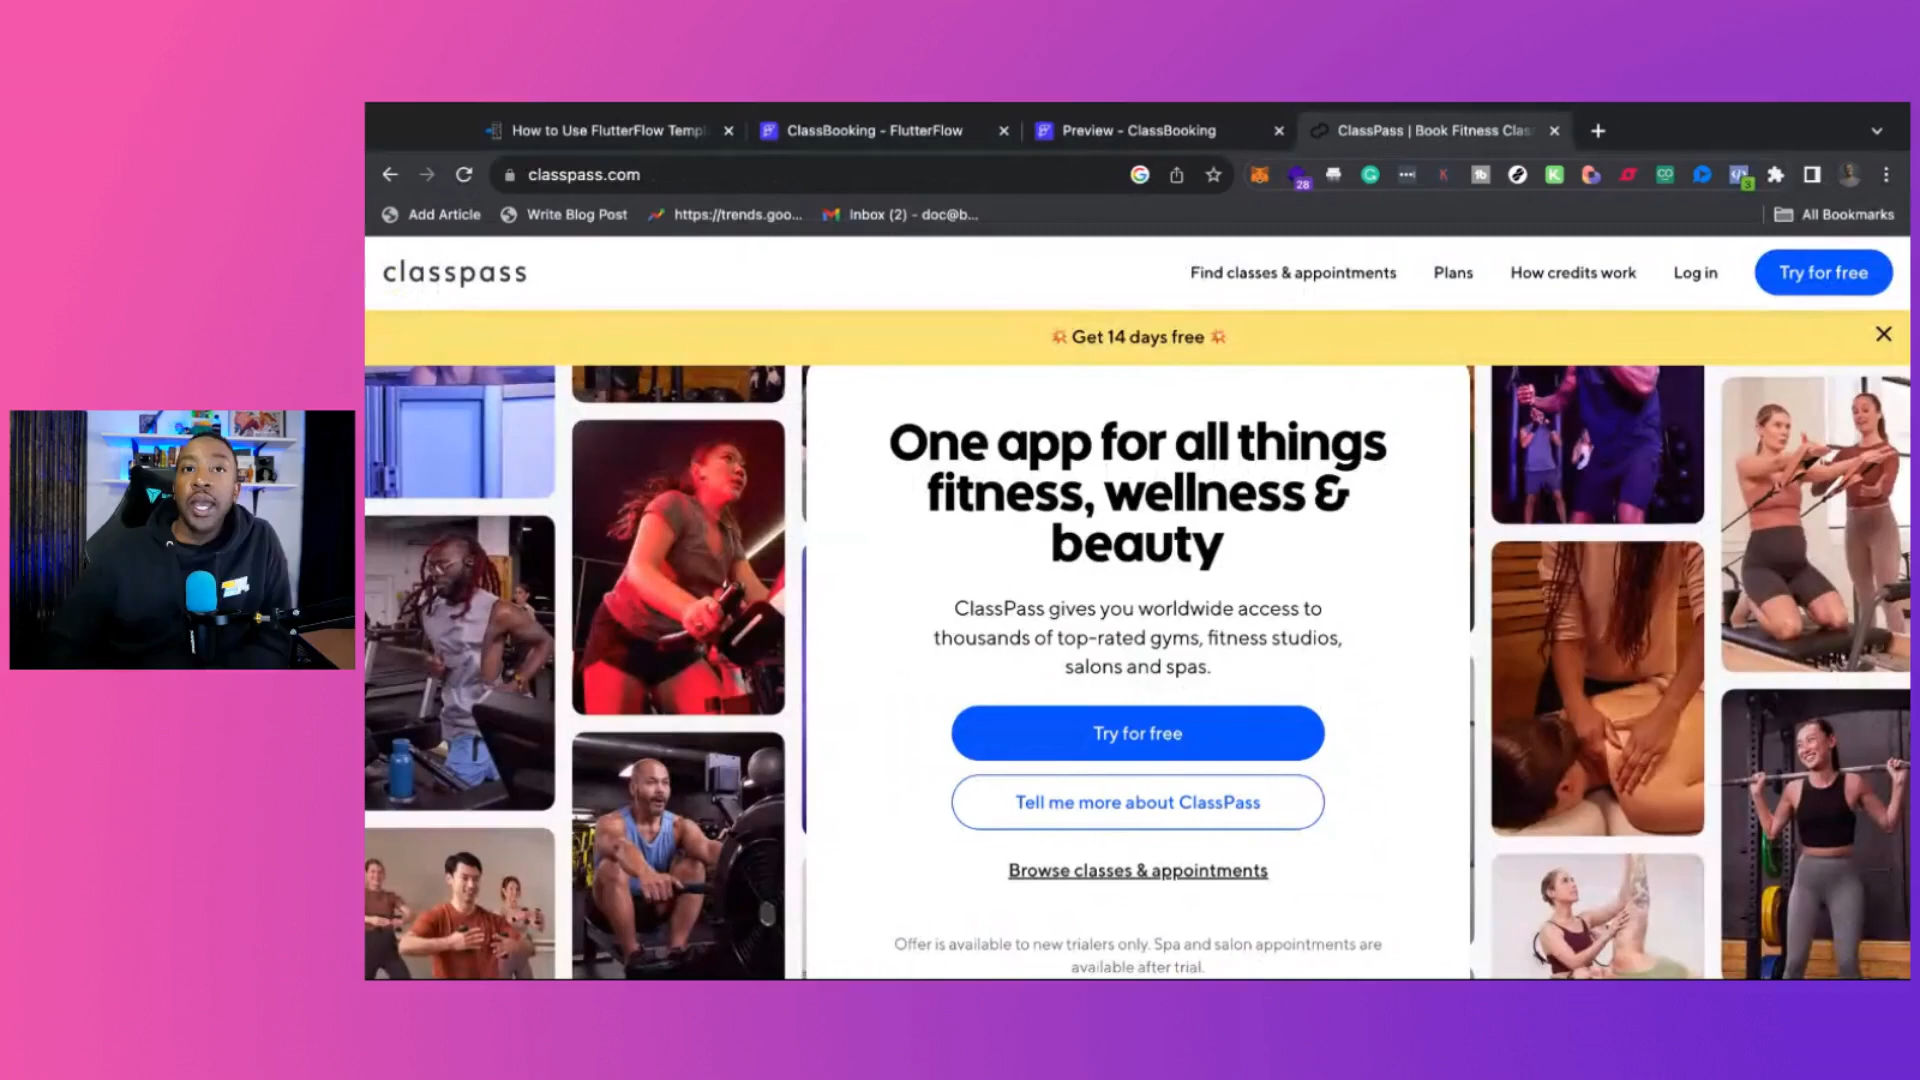 How to Use FlutterFlow Templ
ClassBooking - FlutterFlow
Preview - ClassBooking
ClassPass | Book Fitness Clas
classpass.com
28
3
Add Article
Write Blog Post
https://trends.goo...
Inbox (2) - doc@b...
All Bookmarks
classpass
Find classes & appointments
Plans
How credits work
Log in
Try for free
Get 14 days free
One app for all things
fitness, wellness &
beauty
ClassPass gives you worldwide access to
thousands of top-rated gyms, fitness studios,
salons and spas.
Try for free
Tell me more about ClassPass
Browse classes & appointments
Offer is available to new trialers only. Spa and salon appointments are
available after trial.